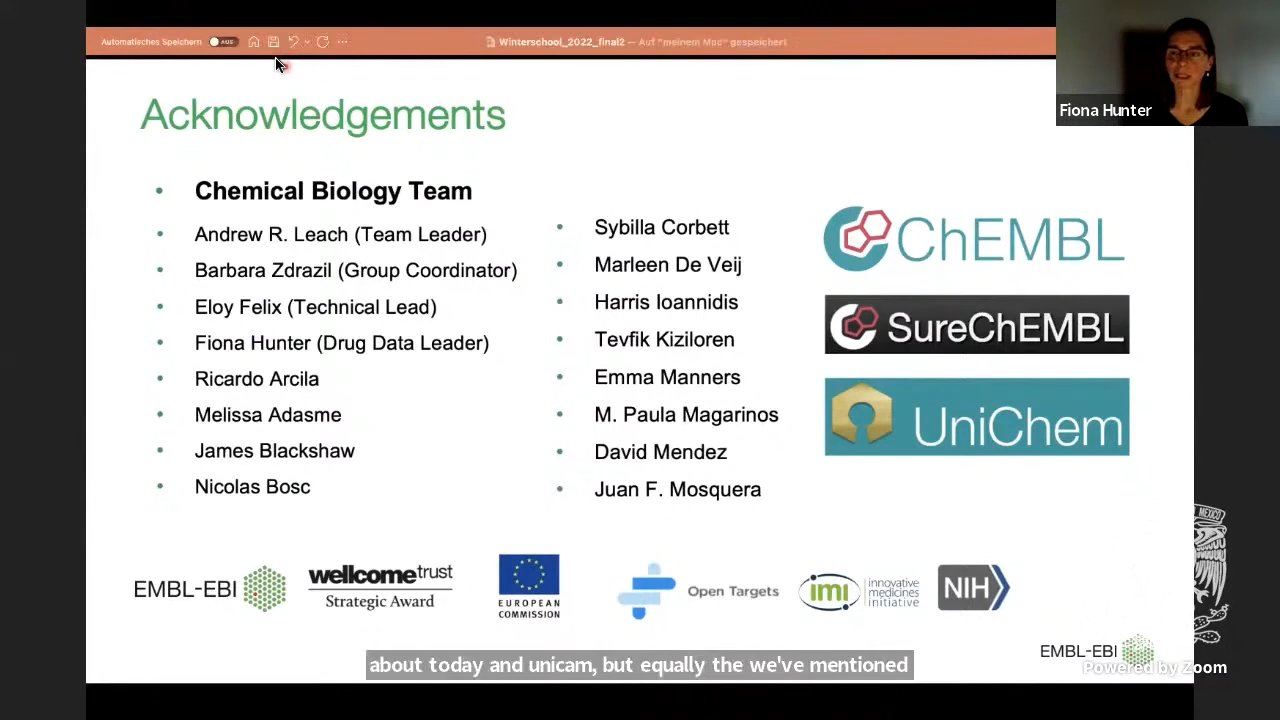 Automatisches Speichern AUS
Winterschool_2022_final2 — Auf "meinem Mac" gespeichert
Fiona Hunter
Acknowledgements
• Chemical Biology Team
• Andrew R. Leach (Team Leader)
• Barbara Zdrazil (Group Coordinator)
• Eloy Felix (Technical Lead)
• Fiona Hunter (Drug Data Leader)
• Ricardo Arcila
• Melissa Adasme
• James Blackshaw
• Nicolas Bosc
• Sybilla Corbett
• Marleen De Veij
• Harris Ioannidis
• Tevfik Kiziloren
• Emma Manners
• M. Paula Magarinos
• David Mendez
• Juan F. Mosquera
ChEMBL
SureChEMBL
UniChem
EMBL-EBI
wellcometrust
Strategic Award
EUROPEAN
COMMISSION
Open Targets
imi
innovative
medicines
initiative
NIH
MEXICO
EMBL-EBI
about today and unicam, but equally the we've mentioned
Powered by Zoom